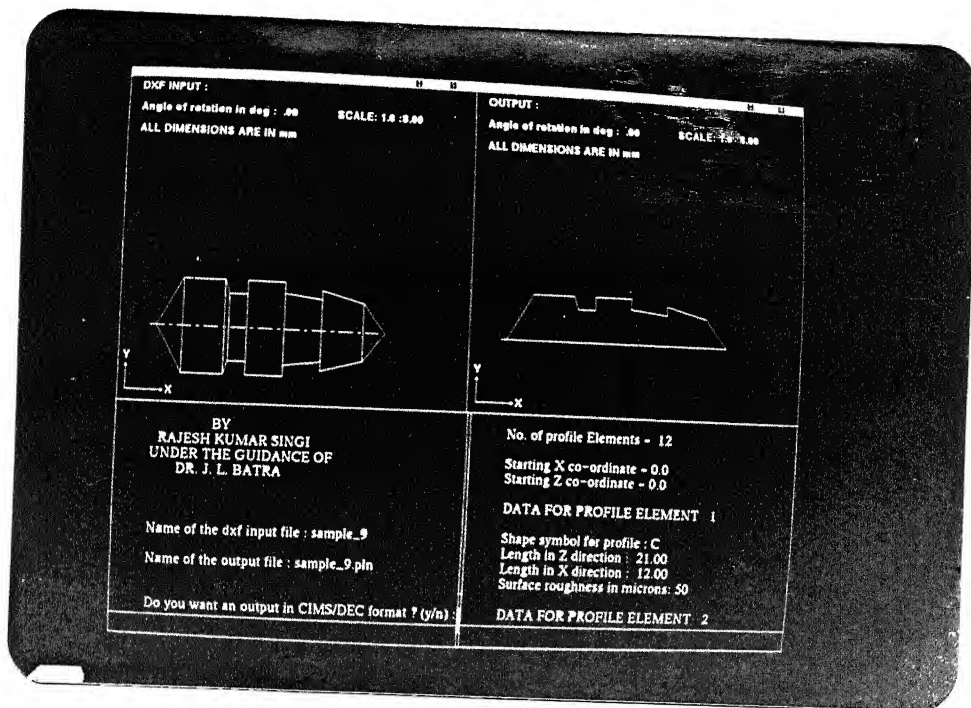 DXF INPUT :
Angle of rotation in deg : .00
SCALE: 1.0 :8.00
ALL DIMENSIONS ARE IN mm
Y
X
OUTPUT :
Angle of rotation in deg : .00
SCALE:
ALL DIMENSIONS ARE IN mm
Y
X
BY
RAJESH KUMAR SINGI
UNDER THE GUIDANCE OF
DR. J. L. BATRA
Name of the dxf input file : sample_9
Name of the output file : sample_9.pln
Do you want an output in CIMS/DEC format ? (y/n) :
No. of profile Elements - 12
Starting X co-ordinate - 0.0
Starting Z co-ordinate - 0.0
DATA FOR PROFILE ELEMENT 1
Shape symbol for profile : C
Length in Z direction : 21.00
Length in X direction : 12.00
Surface roughness in microns: 50
DATA FOR PROFILE ELEMENT 2